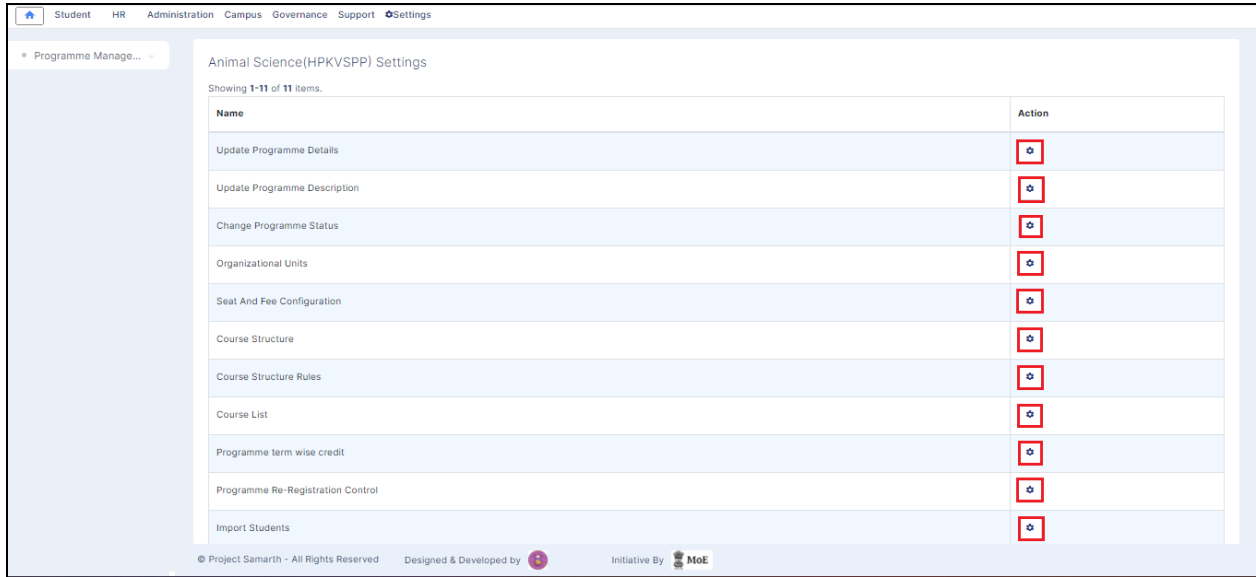 Student HR Administration Campus Governance Support Settings
Programme Manage...
Animal Science(HPKVSPP) Settings
Showing 1-11 of 11 items.
Name Action
Update Programme Details
Update Programme Description
Change Programme Status
Organizational Units
Seat And Fee Configuration
Course Structure
Course Structure Rules
Course List
Programme term wise credit
Programme Re-Registration Control
Import Students
© Project Samarth - All Rights Reserved Designed & Developed by Initiative By MoE